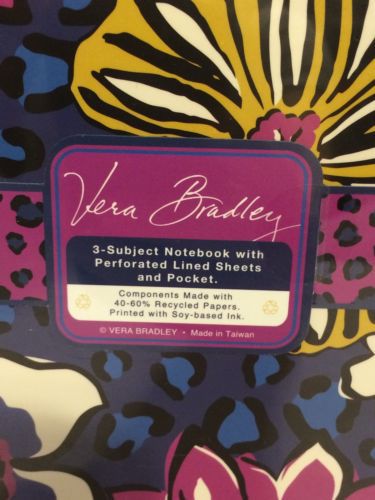 Vera Bradley
3-Subject Notebook with
Perforated Lined Sheets
and Pocket.
Components Made with
40-60% Recycled Papers.
Printed with Soy-based Ink.
© VERA BRADLEY • Made in Taiwan